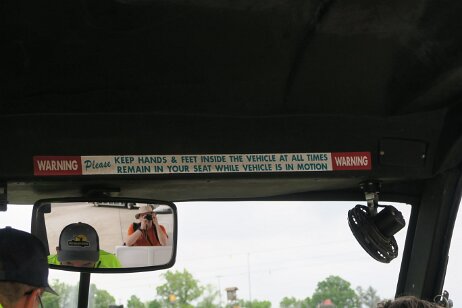 WARNING Please KEEP HANDS & FEET INSIDE THE VEHICLE AT ALL TIMES WARNING
REMAIN IN YOUR SEAT WHILE VEHICLE IS IN MOTION